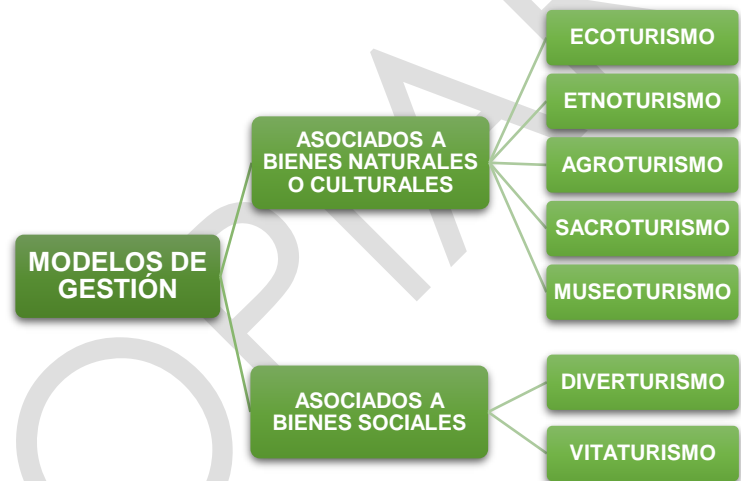 MODELOS DE
GESTIÓN
ASOCIADOS A
BIENES NATURALES
O CULTURALES
ECOTURISMO
ETNOTURISMO
AGROTURISMO
SACROTURISMO
MUSEOTURISMO
ASOCIADOS A
BIENES SOCIALES
DIVERTURISMO
VITATURISMO